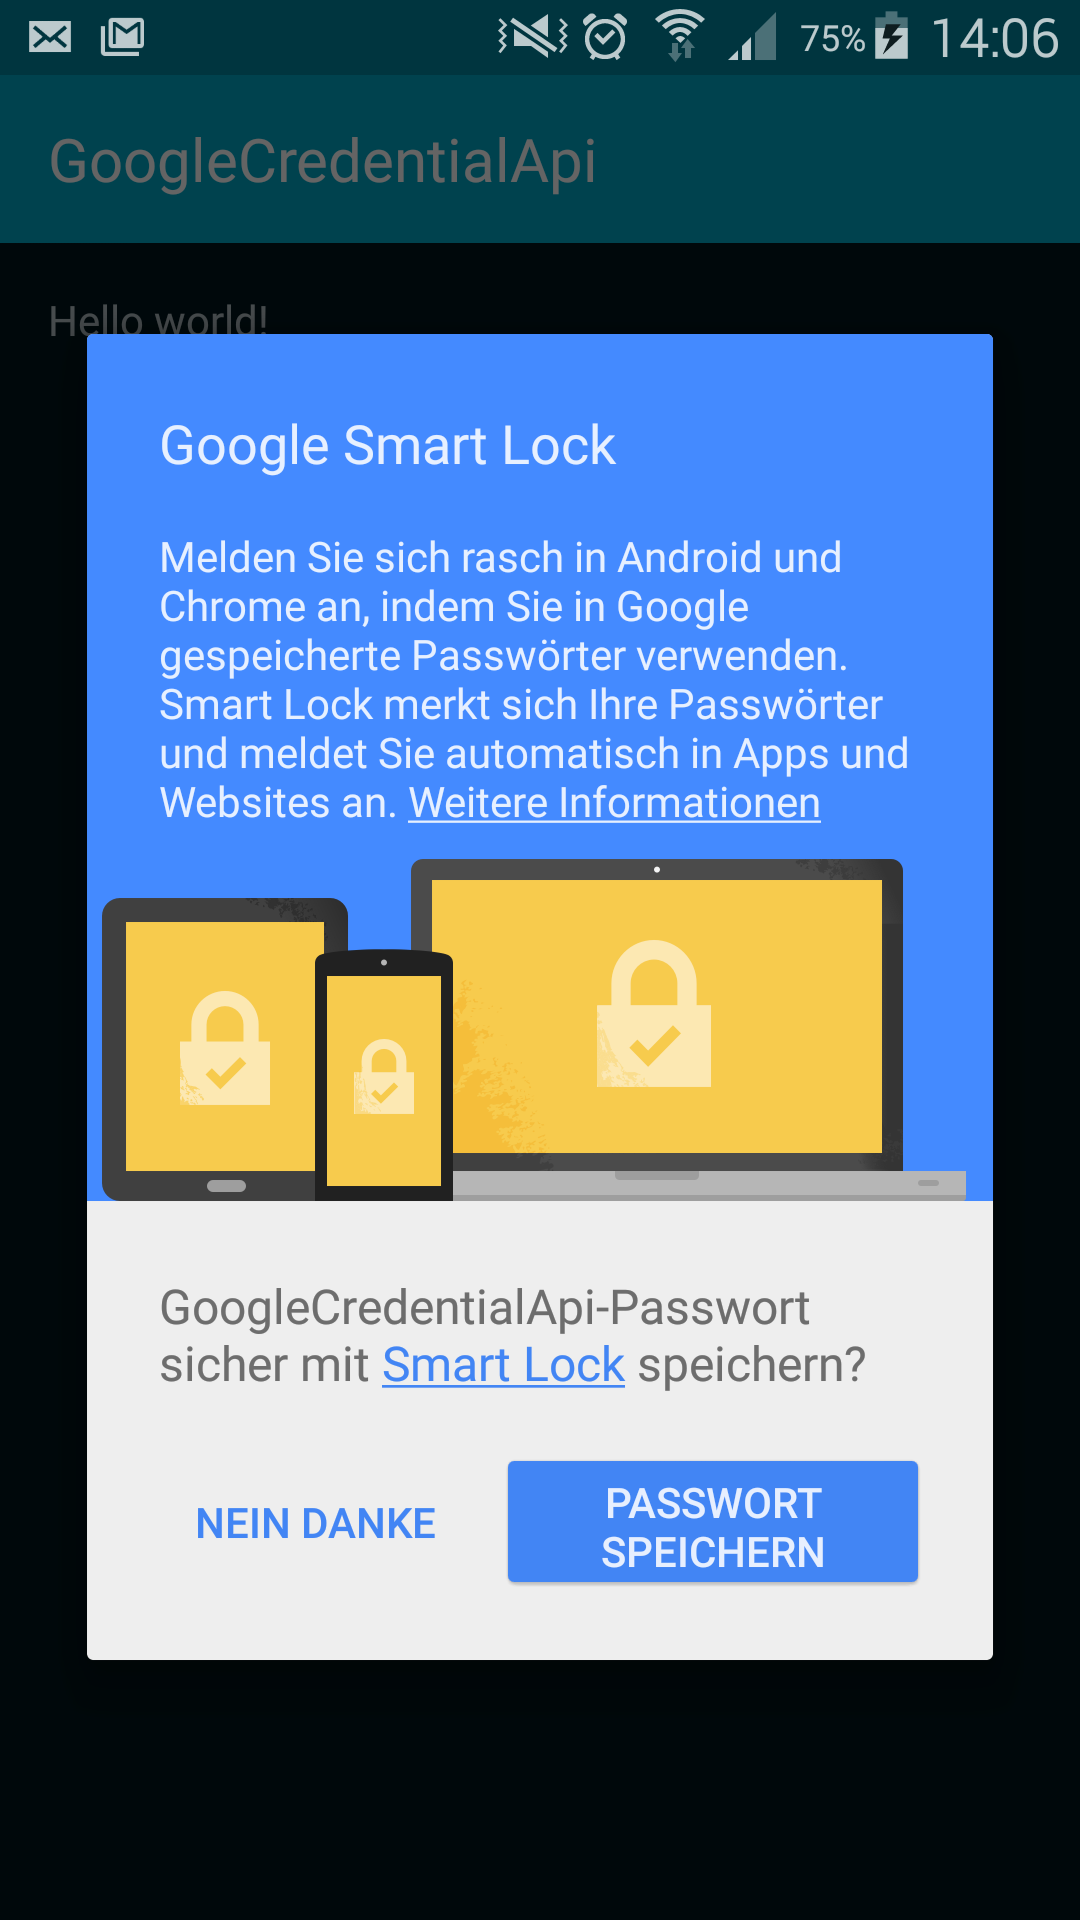 75% 14:06
GoogleCredentialApi
Hello world!
Google Smart Lock
Melden Sie sich rasch in Android und
Chrome an, indem Sie in Google
gespeicherte Passwörter verwenden.
Smart Lock merkt sich Ihre Passwörter
und meldet Sie automatisch in Apps und
Websites an. Weitere Informationen
GoogleCredentialApi-Passwort
sicher mit Smart Lock speichern?
NEIN DANKE
PASSWORT
SPEICHERN